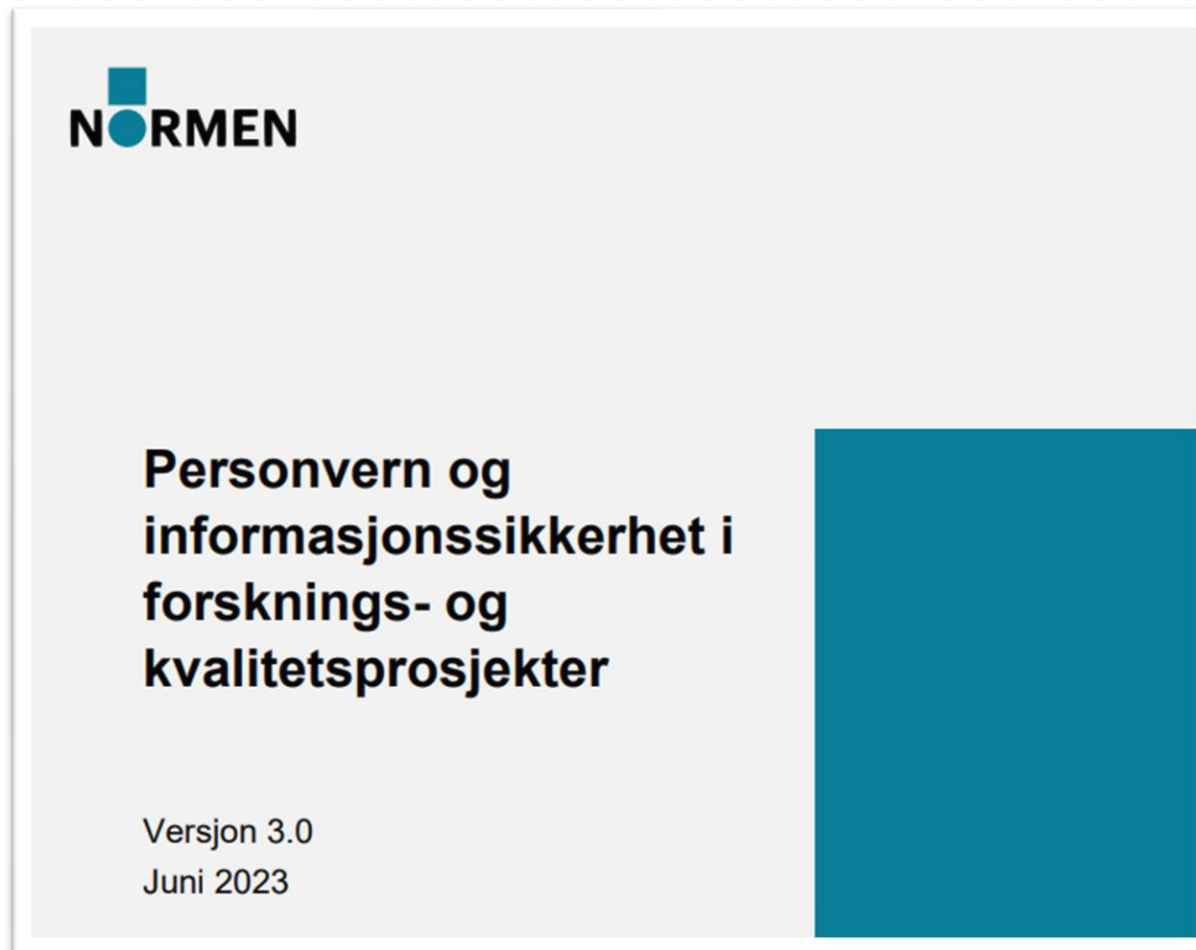 NORMEN
Personvern og
informasjonssikkerhet i
forsknings- og
kvalitetsprosjekter
Versjon 3.0
Juni 2023